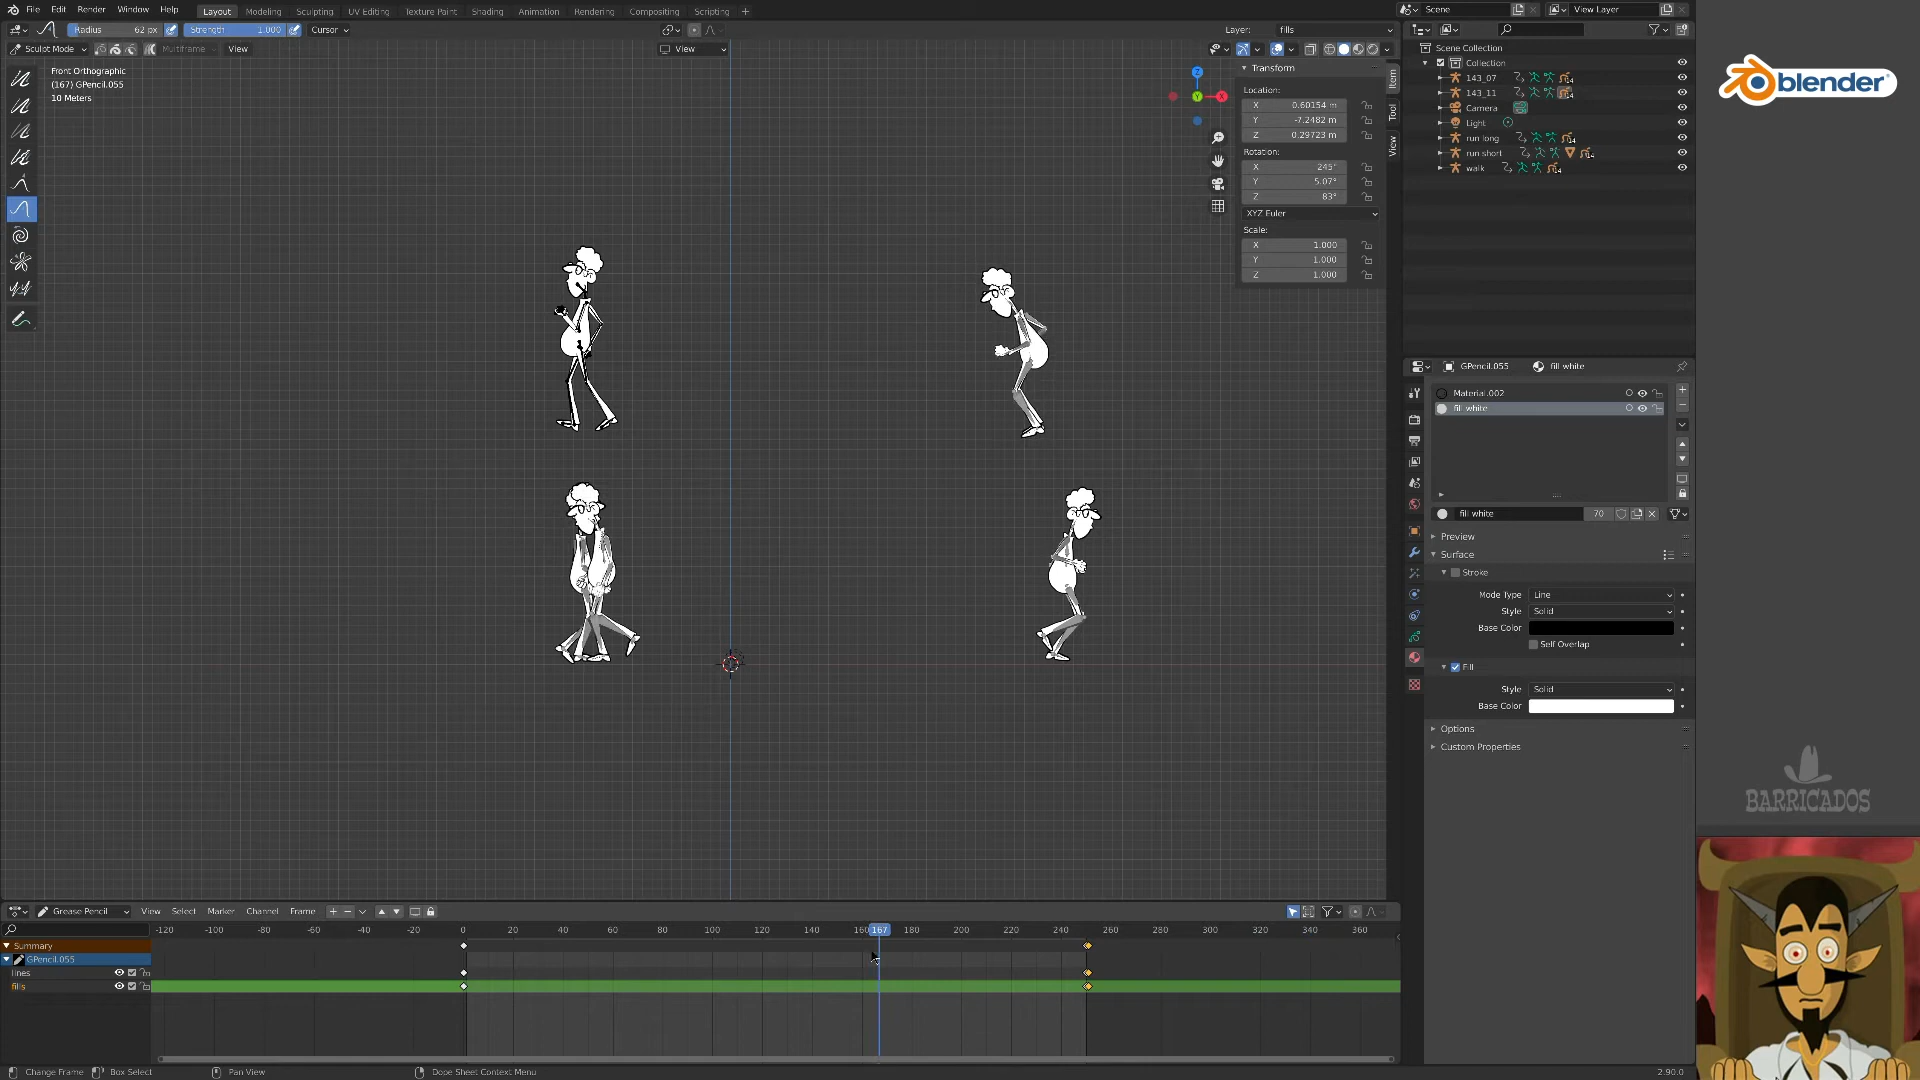 File Edit Render Window Help Layout Modeling Sculpting UV Editing Texture Paint Shading Animation Rendering Compositing Scripting + Scene View Layer
Radius 62 px Strength 1.000 Cursor Layer: fills
Sculpt Mode Multiframe View View
Front Orthographic
(167) GPencil.055
10 Meters
Z
Y
X
Transform
Location:
X 0.60154 m
Y -7.2482 m
Z 0.29723 m
Rotation:
X 245°
Y 5.07°
Z 83°
XYZ Euler
Scale:
X 1.000
Y 1.000
Z 1.000
Item
Tool
View
Scene Collection
Collection
143_07 14
143_11 14
Camera
Light
run long 14
run short 14
walk 14
GPencil.055 fill white
Material.002
fill white
fill white 70
Preview
Surface
Stroke
Mode Type Line
Style Solid
Base Color
Self Overlap
Fill
Style Solid
Base Color
Options
Custom Properties
blender®
BARRICADOS
Grease Pencil View Select Marker Channel Frame
-120 -100 -80 -60 -40 -20 0 20 40 60 80 100 120 140 160 167 180 200 220 240 260 280 300 320 340 360
Summary
GPencil.055
lines
fills
Change Frame Box Select Pan View Dope Sheet Context Menu 2.90.0